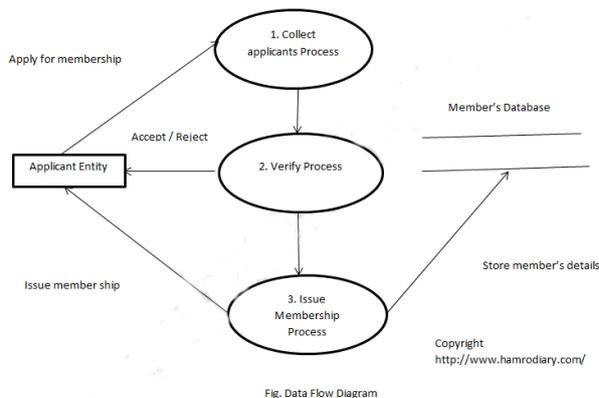 1. Collect
applicants Process
Apply for membership
Member's Database
Accept / Reject
Applicant Entity
2. Verify Process
Store member's details
Issue member ship
3. Issue
Membership
Process
Copyright
http://www.hamrodiary.com/
Fig. Data Flow Diagram